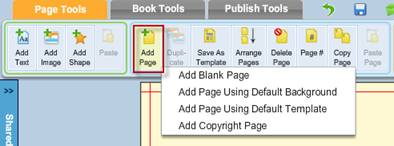 Page Tools Book Tools Publish Tools
Add Text Add Image Add Shape Paste Add Page Dupli-cate Save As Template Arrange Pages Delete Page Page # Copy Page Paste Page
Add Blank Page
Add Page Using Default Background
Add Page Using Default Template
Add Copyright Page
>>
Shared